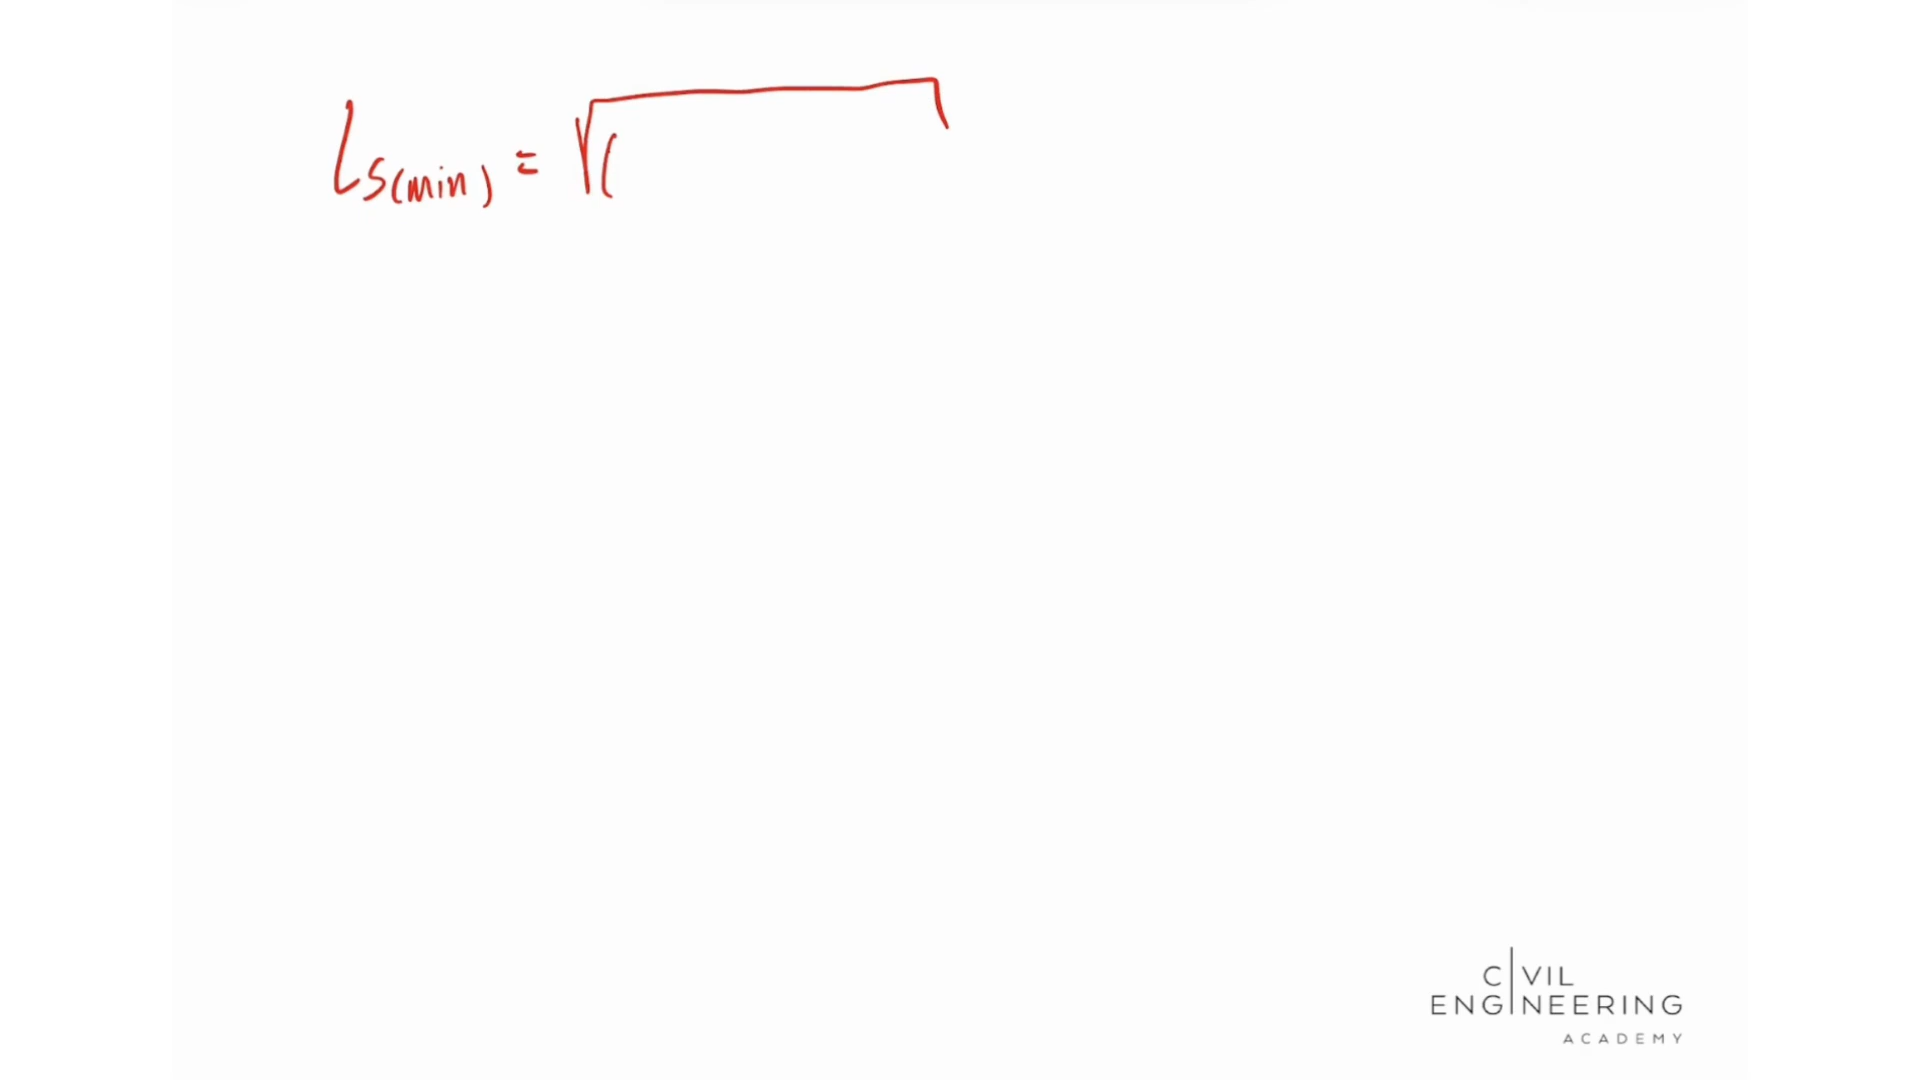 Ls(min) = √(
CIVIL
ENGINEERING
ACADEMY